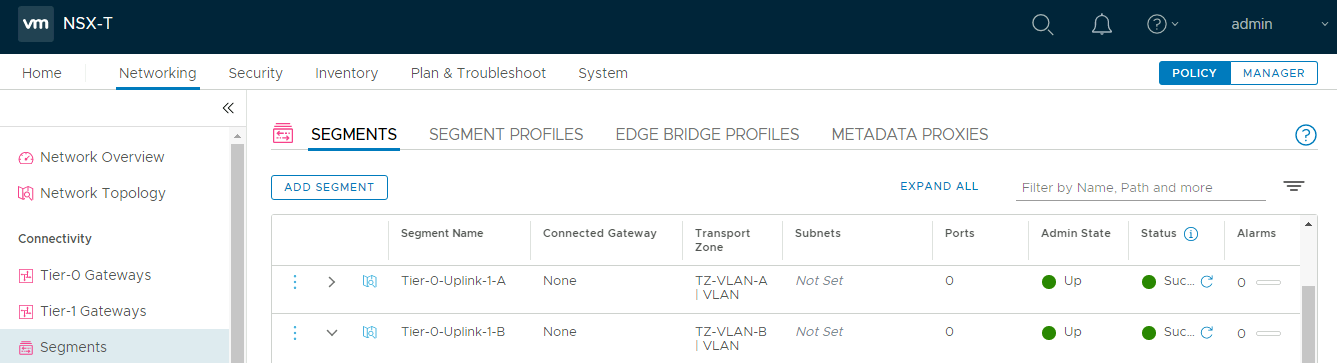 vm NSX-T admin
Home Networking Security Inventory Plan & Troubleshoot System POLICY MANAGER
«
SEGMENTS SEGMENT PROFILES EDGE BRIDGE PROFILES METADATA PROXIES ?
Network Overview
Network Topology
Connectivity
Tier-0 Gateways
Tier-1 Gateways
Segments
ADD SEGMENT EXPAND ALL Filter by Name, Path and more
Segment Name Connected Gateway Transport Zone Subnets Ports Admin State Status Alarms
Tier-0-Uplink-1-A None TZ-VLAN-A Not Set 0 Up Suc... 0
| VLAN
Tier-0-Uplink-1-B None TZ-VLAN-B Not Set 0 Up Suc... 0
| VLAN